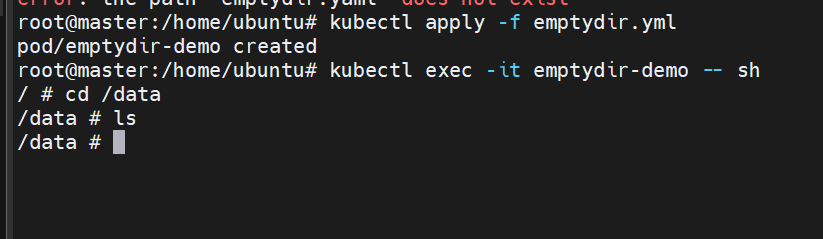 error: the path "emptydir.yaml" does not exist
root@master:/home/ubuntu# kubectl apply -f emptydir.yml
pod/emptydir-demo created
root@master:/home/ubuntu# kubectl exec -it emptydir-demo -- sh
/ # cd /data
/data # ls
/data #